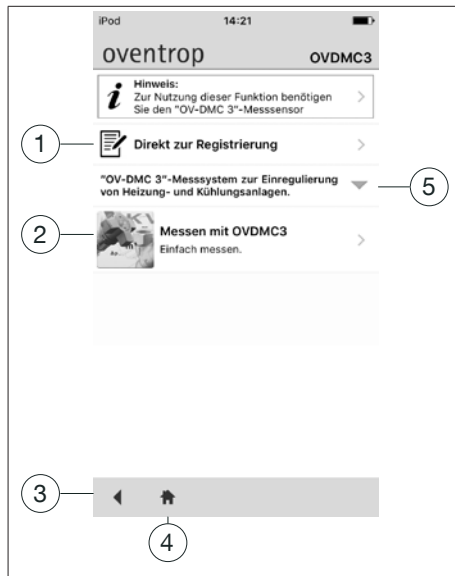 iPod 14:21
oventrop OVDMC3
Hinweis:
Zur Nutzung dieser Funktion benötigen
Sie den "OV-DMC 3"-Messsensor
1 Direkt zur Registrierung
"OV-DMC 3"-Messsystem zur Einregulierung
von Heizung- und Kühlungsanlagen.
5
2 Messen mit OVDMC3
Einfach messen.
3
4